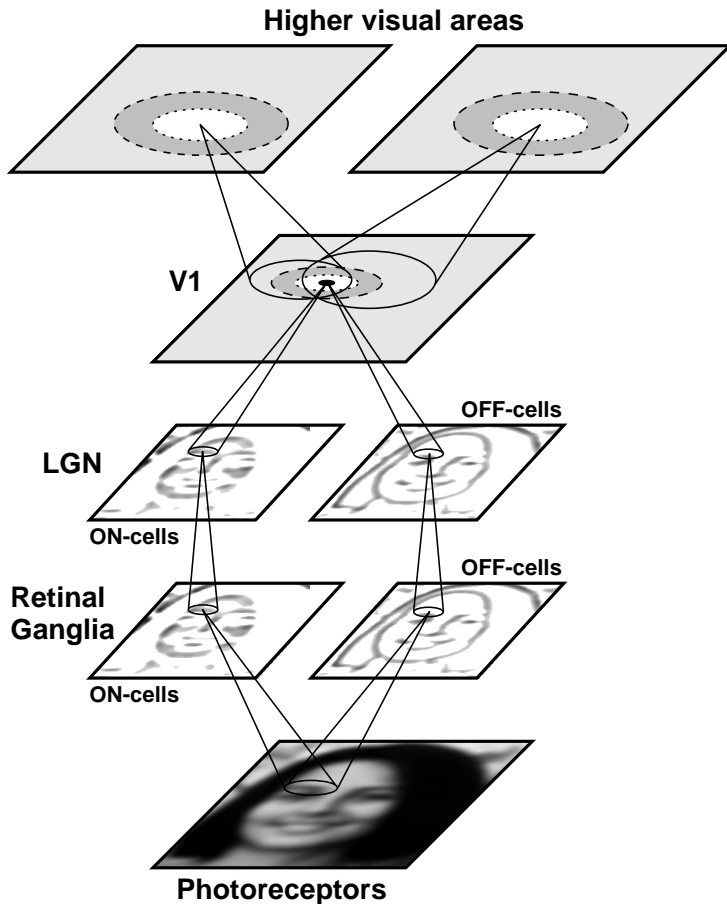 Higher visual areas
V1
OFF-cells
LGN
ON-cells
OFF-cells
Retinal
Ganglia
ON-cells
Photoreceptors